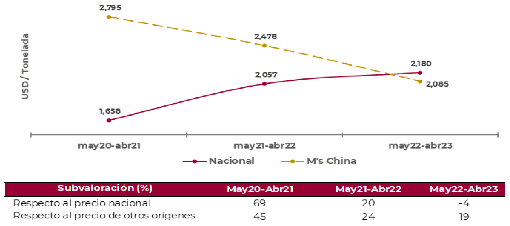 2,795
2,478
2,180
2,057
2,085
1,658
USD / Tonelada
may20-abr21 may21-abr22 may22-abr23
Nacional M's China
Subvaloración (%) May20-Abr21 May21-Abr22 May22-Abr23
Respecto al precio nacional 69 20 -4
Respecto al precio de otros orígenes 45 24 19